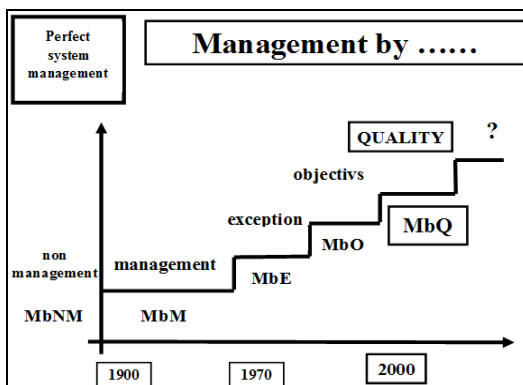 Perfect
system
management
Management by ......
?
QUALITY
objectivs
exception
MbQ
MbO
non
management
management
MbE
MbNM
MbM
1900
1970
2000